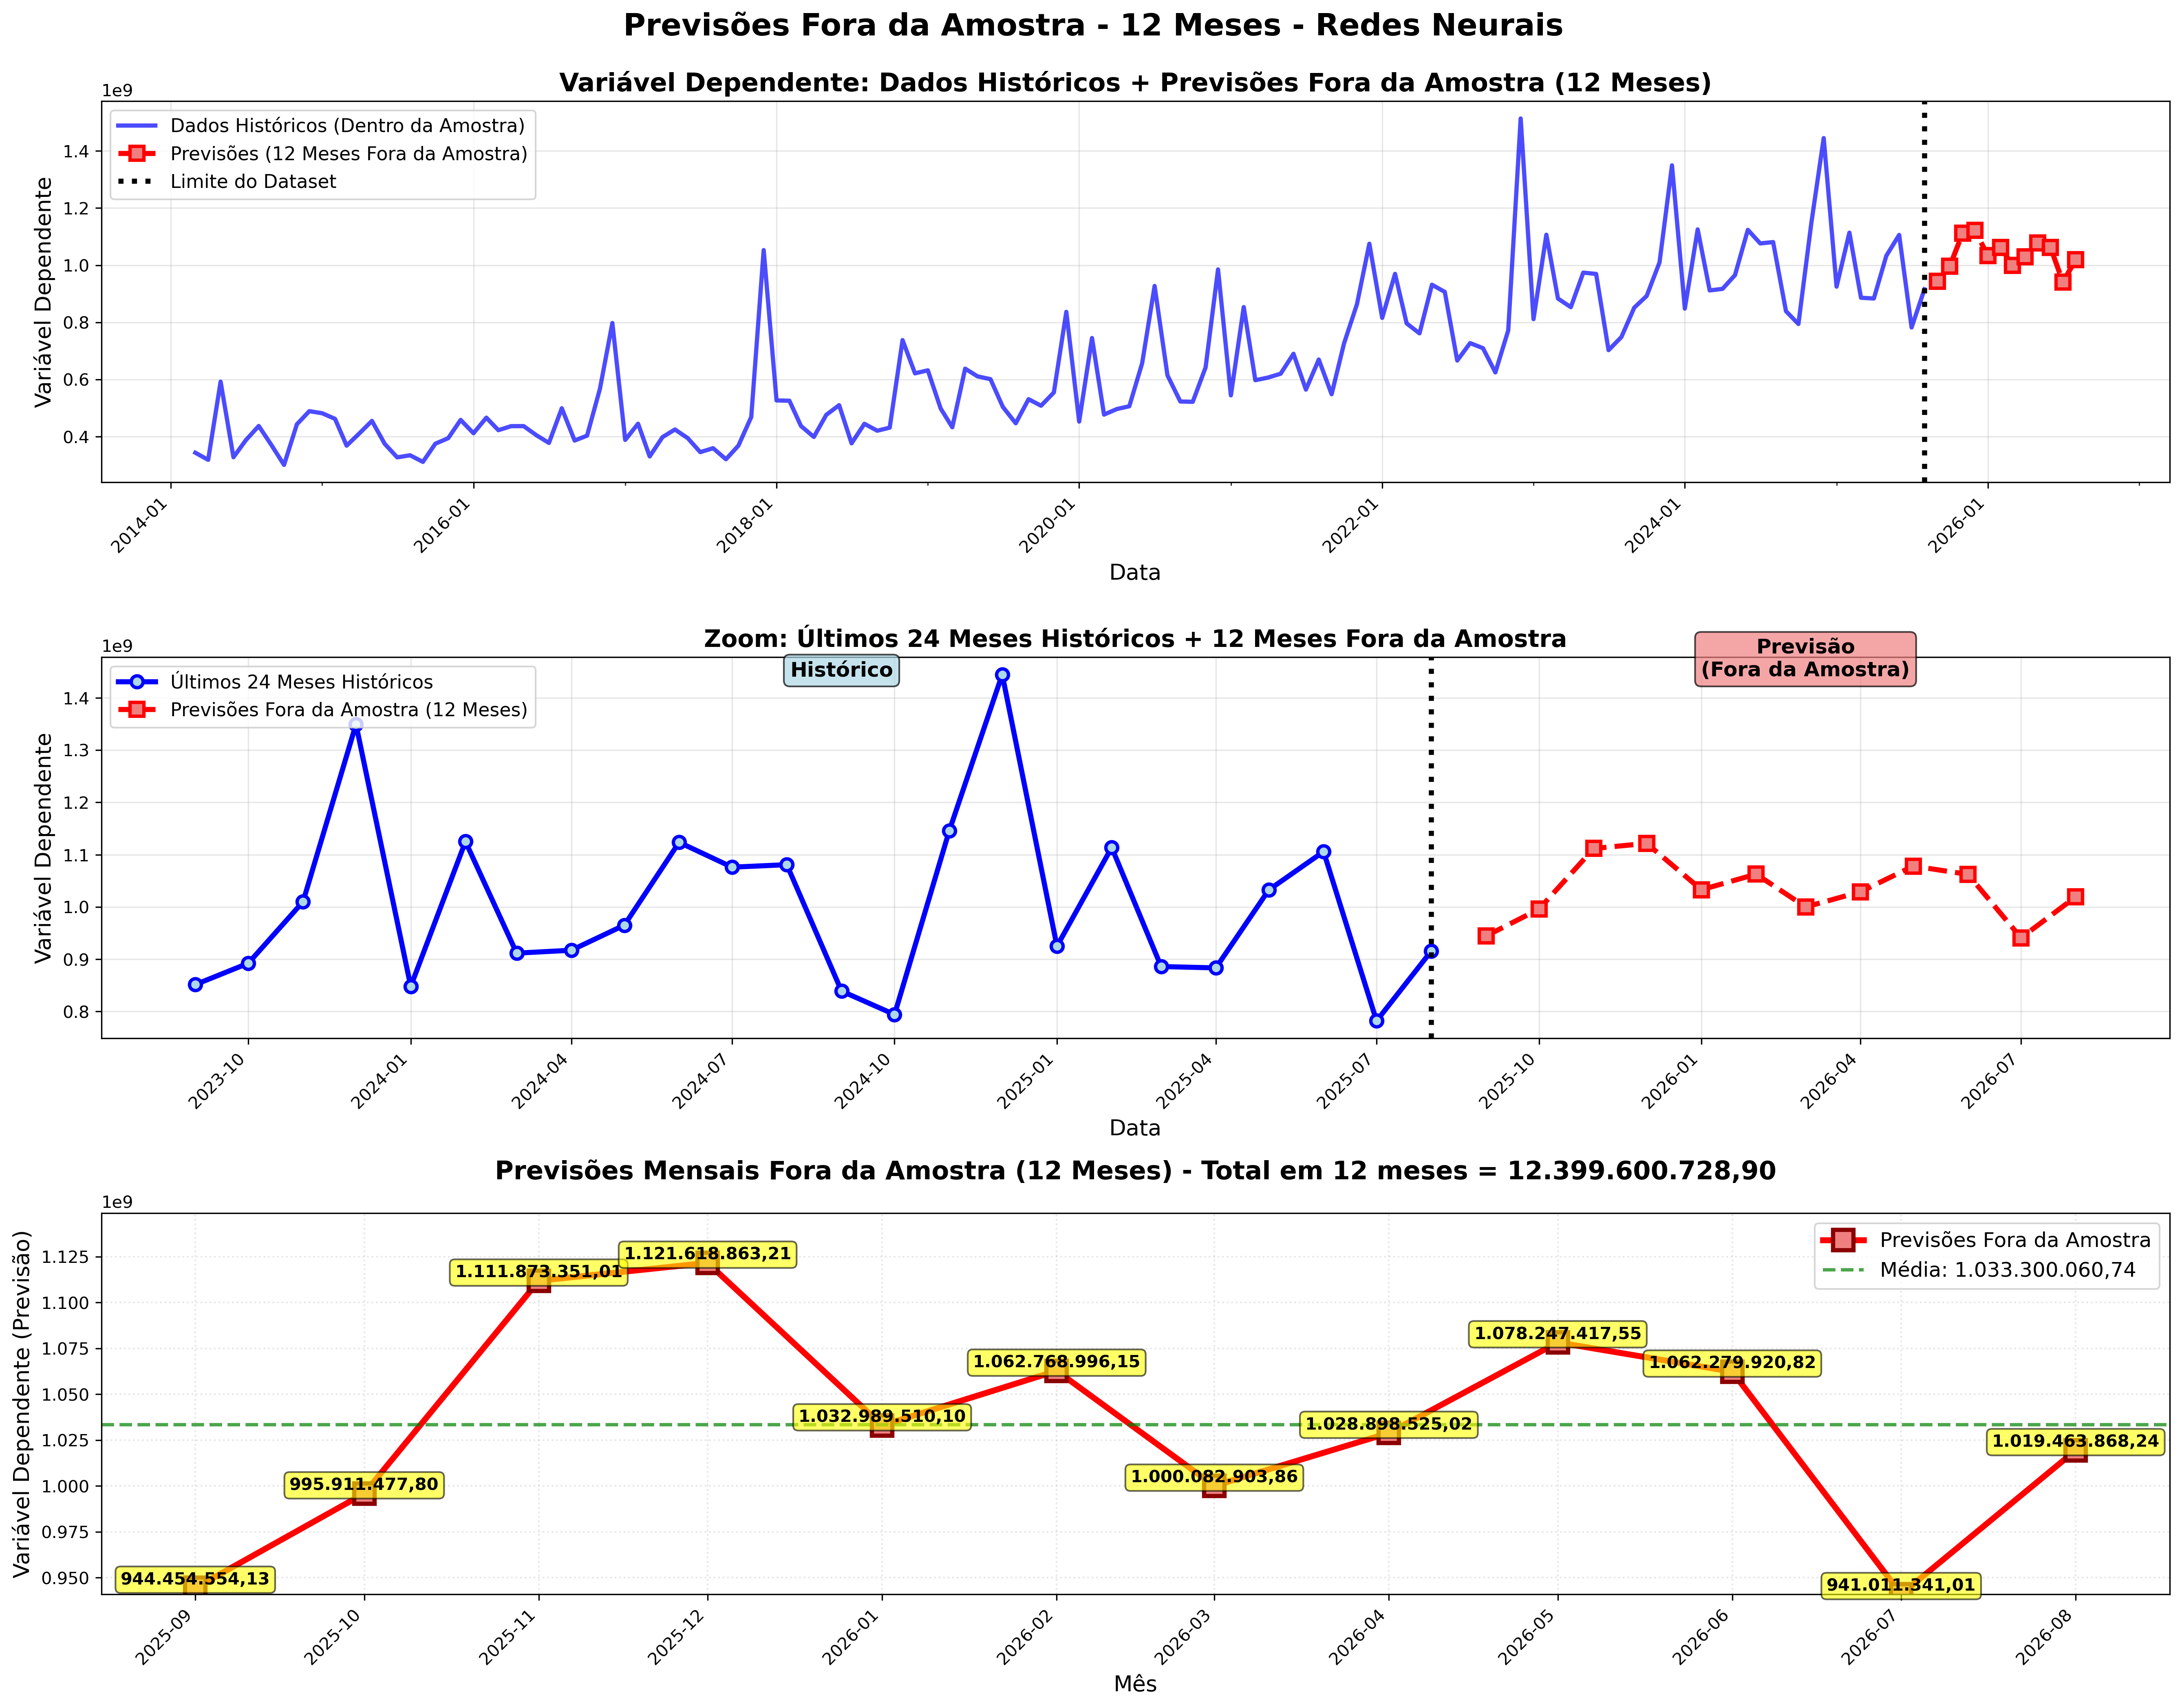 Previsões Fora da Amostra - 12 Meses - Redes Neurais
Variável Dependente: Dados Históricos + Previsões Fora da Amostra (12 Meses)
1e9
Dados Históricos (Dentro da Amostra)
Previsões (12 Meses Fora da Amostra)
Limite do Dataset
Variável Dependente
1.4
1.2
1.0
0.8
0.6
0.4
2014-01
2016-01
2018-01
2020-01
2022-01
2024-01
2026-01
Data
Zoom: Últimos 24 Meses Históricos + 12 Meses Fora da Amostra
1e9
Últimos 24 Meses Históricos
Previsões Fora da Amostra (12 Meses)
Histórico
Previsão
(Fora da Amostra)
Variável Dependente
1.4
1.3
1.2
1.1
1.0
0.9
0.8
2023-10
2024-01
2024-04
2024-07
2024-10
2025-01
2025-04
2025-07
2025-10
2026-01
2026-04
2026-07
Data
Previsões Mensais Fora da Amostra (12 Meses) - Total em 12 meses = 12.399.600.728,90
1e9
Previsões Fora da Amostra
Média: 1.033.300.060,74
Variável Dependente (Previsão)
1.125
1.100
1.075
1.050
1.025
1.000
0.975
0.950
944.454.554,13
995.911.477,80
1.111.873.351,01
1.121.618.863,21
1.032.989.510,10
1.062.768.996,15
1.000.082.903,86
1.028.898.525,02
1.078.247.417,55
1.062.279.920,82
941.011.341,01
1.019.463.868,24
2025-09
2025-10
2025-11
2025-12
2026-01
2026-02
2026-03
2026-04
2026-05
2026-06
2026-07
2026-08
Mês